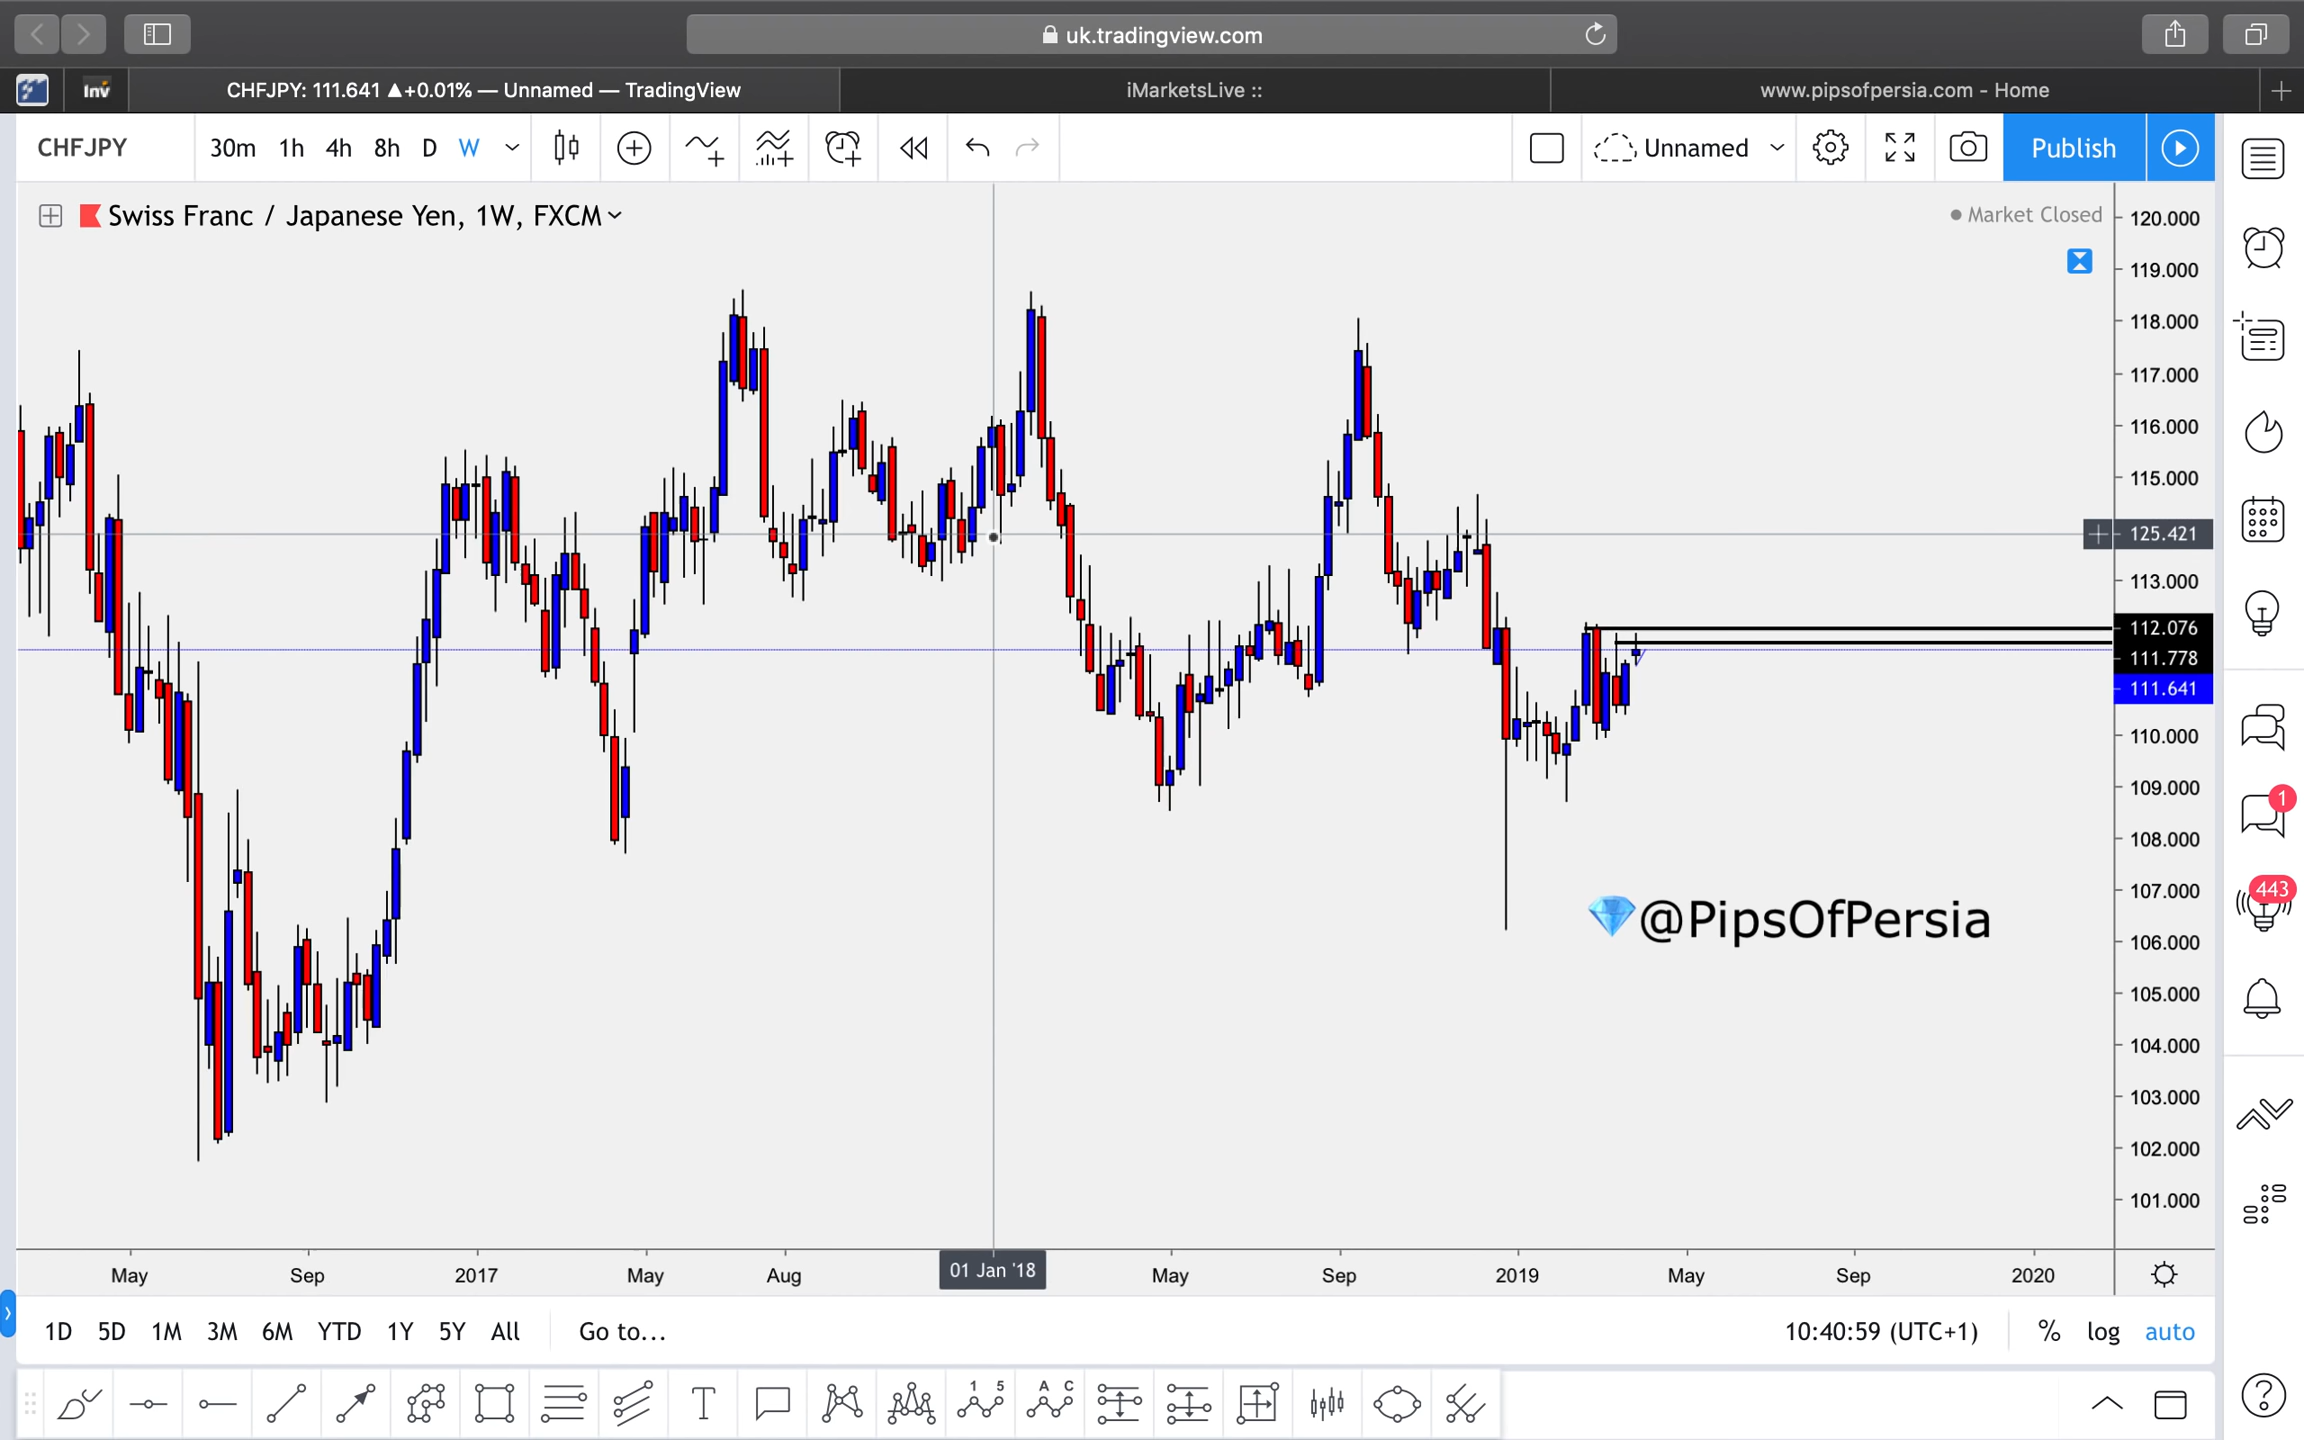 uk.tradingview.com
Inv
CHFJPY: 111.641 ▲+0.01% — Unnamed — TradingView
iMarketsLive ::
www.pipsofpersia.com - Home
CHFJPY
30m 1h 4h 8h D W
Unnamed
Publish
Swiss Franc / Japanese Yen, 1W, FXCM
Market Closed
120.000
119.000
118.000
117.000
116.000
115.000
125.421
113.000
112.076
111.778
111.641
110.000
109.000
108.000
107.000
106.000
105.000
104.000
103.000
102.000
101.000
1
443
@PipsOfPersia
May Sep 2017 May Aug 01 Jan '18 May Sep 2019 May Sep 2020
1D 5D 1M 3M 6M YTD 1Y 5Y All Go to... 10:40:59 (UTC+1) % log auto
T
1 5
A C
?